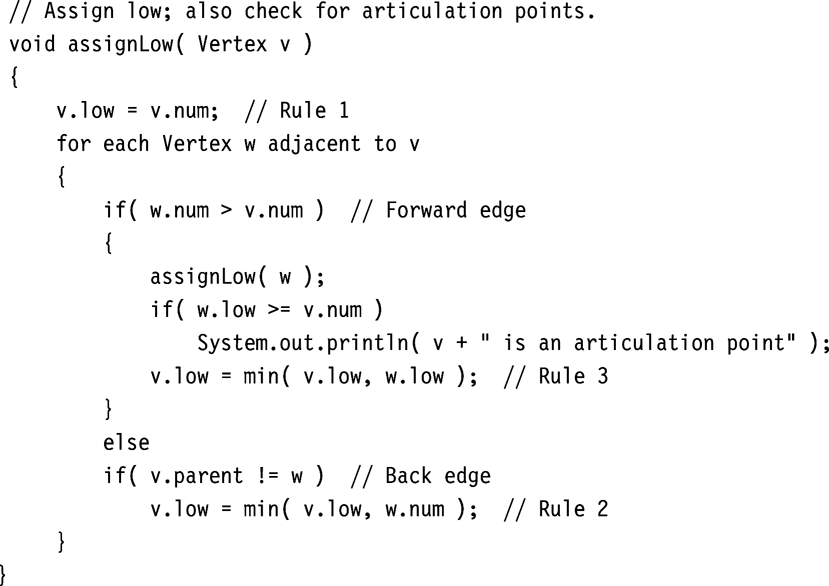 // Assign low; also check for articulation points.
void assignLow( Vertex v )
{
    v.low = v.num;  // Rule 1
    for each Vertex w adjacent to v
    {
        if( w.num > v.num )  // Forward edge
        {
            assignLow( w );
            if( w.low >= v.num )
                System.out.println( v + " is an articulation point" );
            v.low = min( v.low, w.low );  // Rule 3
        }
        else
        if( v.parent != w )  // Back edge
            v.low = min( v.low, w.num );  // Rule 2
    }
}